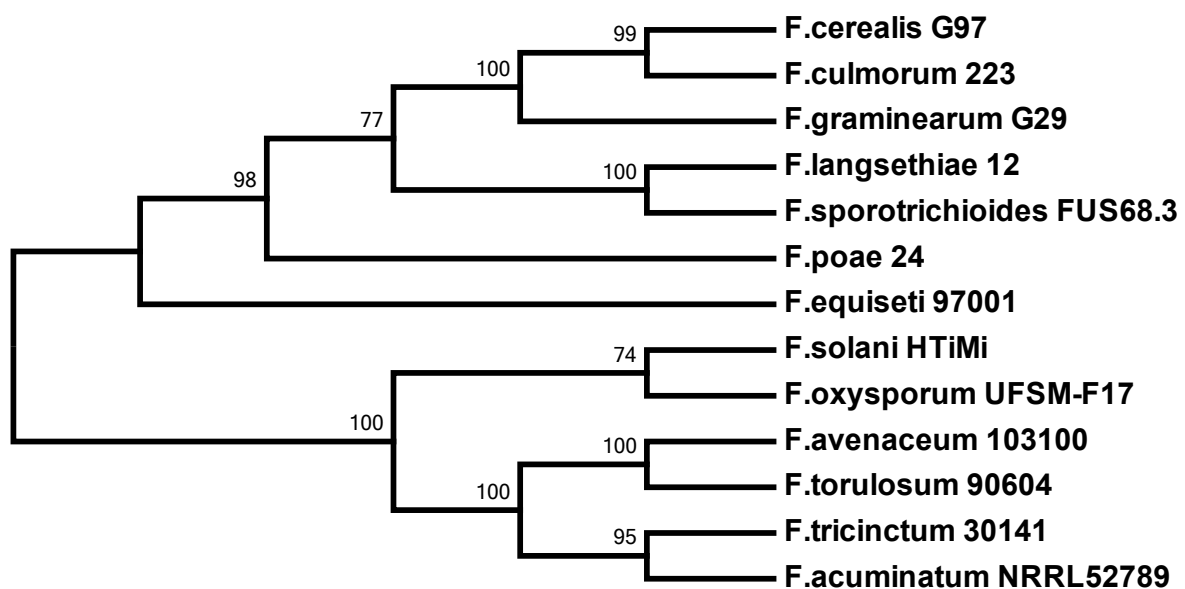 99
F.cerealis G97
F.culmorum 223
100
F.graminearum G29
77
F.langsethiae 12
100
F.sporotrichioides FUS68.3
98
F.poae 24
F.equiseti 97001
F.solani HTiMi
74
F.oxysporum UFSM-F17
100
F.avenaceum 103100
100
F.torulosum 90604
100
F.tricinctum 30141
95
F.acuminatum NRRL52789